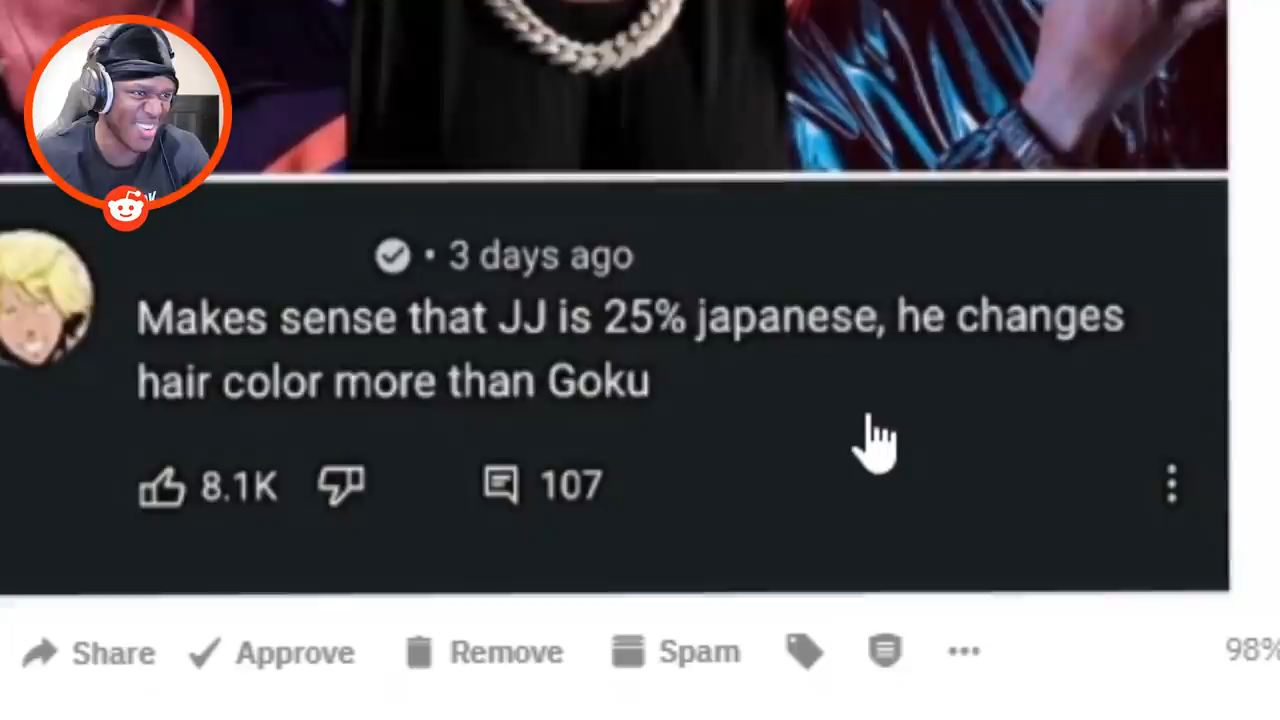 • 3 days ago
Makes sense that JJ is 25% japanese, he changes
hair color more than Goku
8.1K 107
Share Approve Remove Spam ••• 98%